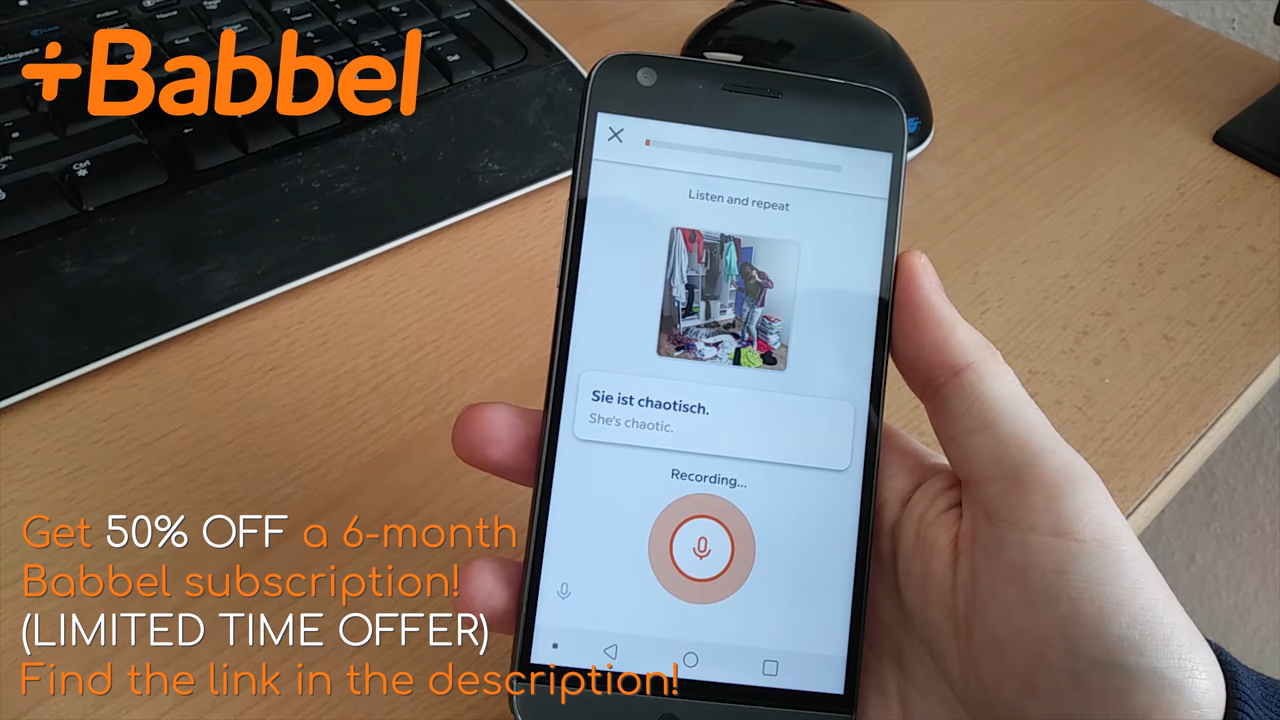 +Babbel
Ctrl
Listen and repeat
Sie ist chaotisch.
She's chaotic.
Recording...
Get 50% OFF a 6-month
Babbel subscription!
(LIMITED TIME OFFER)
Find the link in the description!